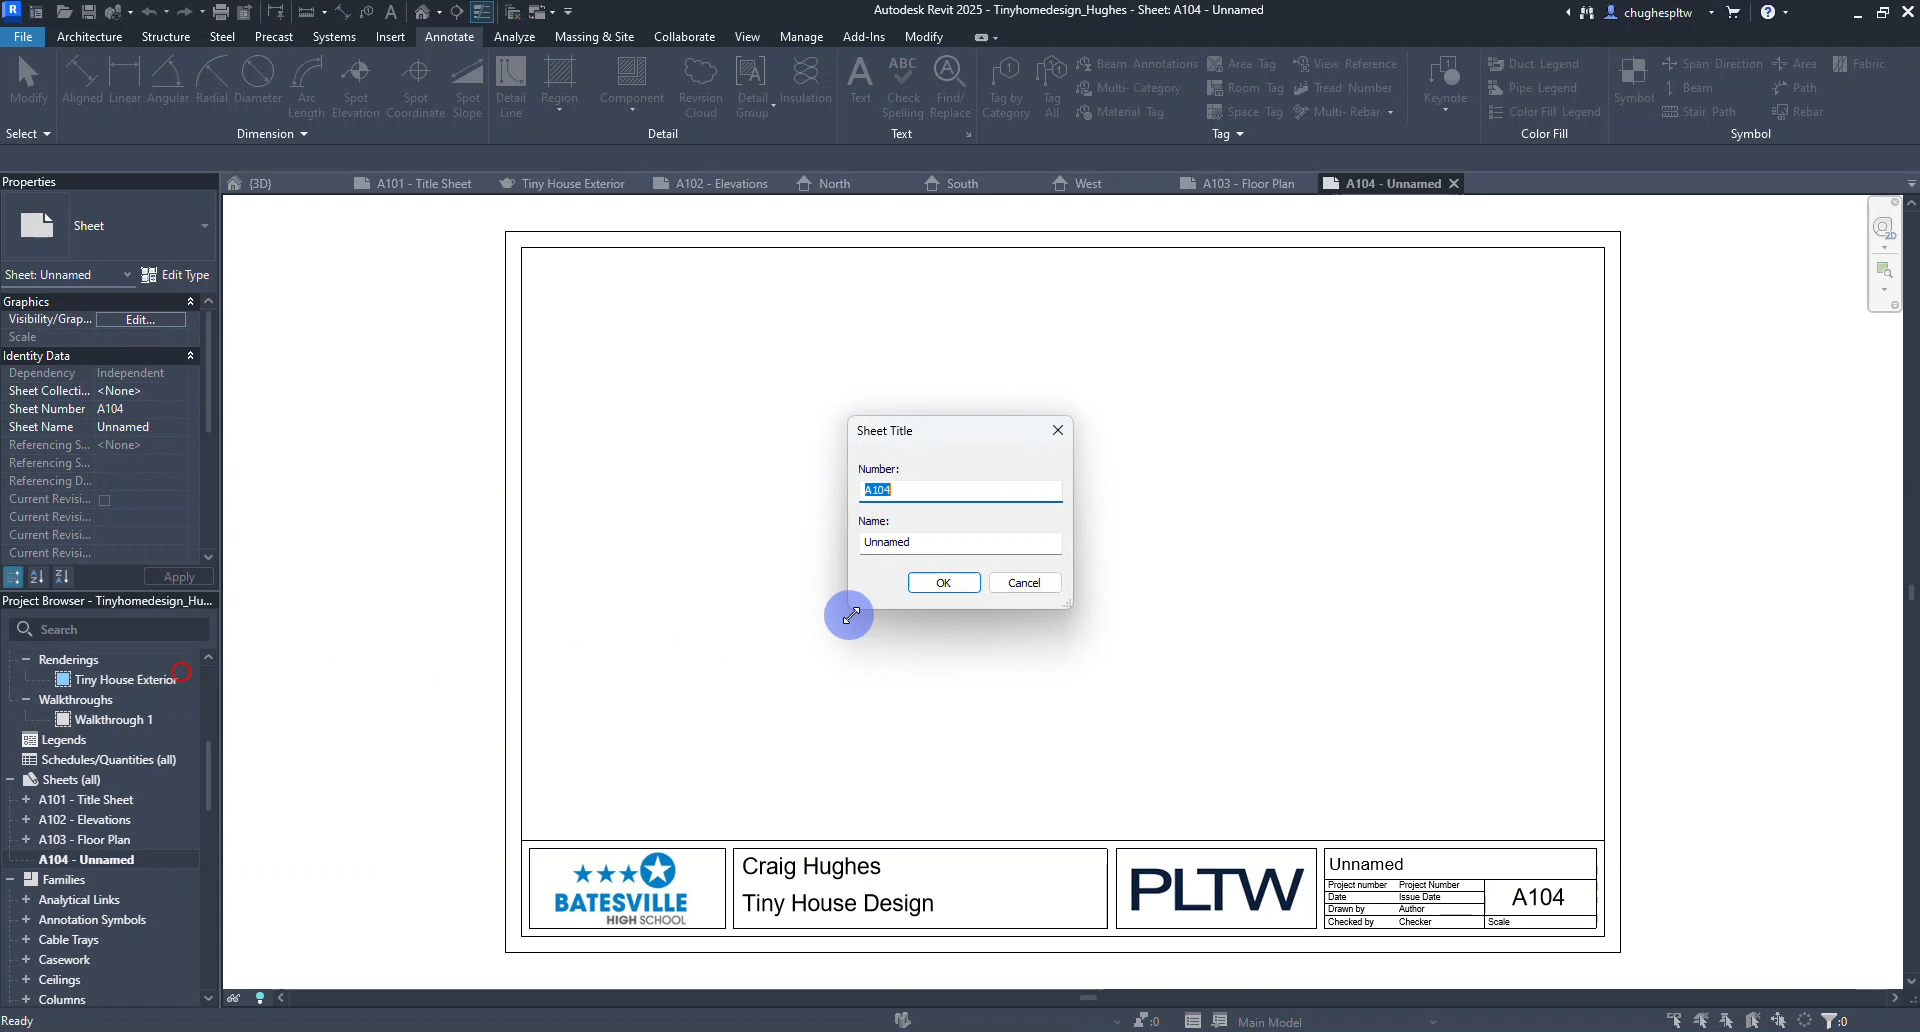 Autodesk Revit 2025 - Tinyhomedesign_Hughes - Sheet: A104 - Unnamed
chughespltw
File Architecture Structure Steel Precast Systems Insert Annotate Analyze Massing & Site Collaborate View Manage Add-Ins Modify
Modify
Aligned Linear Angular Radial Diameter Arc Length Spot Elevation Spot Coordinate Spot Slope
Detail Line Region Component Revision Cloud Detail Group Insulation
Text Check Spelling Find/ Replace
Tag by Category Tag All
Beam Annotations
Multi- Category
Material Tag
Area Tag
Room Tag
Space Tag
View Reference
Tread Number
Multi- Rebar
Keynote
Duct Legend
Pipe Legend
Color Fill Legend
Symbol
Span Direction
Beam
Stair Path
Area
Path
Rebar
Fabric
Select Dimension Detail Text Tag Color Fill Symbol
Properties
{3D} A101 - Title Sheet Tiny House Exterior A102 - Elevations North South West A103 - Floor Plan A104 - Unnamed
Sheet
Sheet: Unnamed Edit Type
Graphics
Visibility/Grap... Edit...
Scale
Identity Data
Dependency Independent
Sheet Collecti... <None>
Sheet Number A104
Sheet Name Unnamed
Referencing S... <None>
Referencing S...
Referencing D...
Current Revisi...
Current Revisi...
Current Revisi...
Current Revisi...
Apply
Project Browser - Tinyhomedesign_Hu...
Search
Renderings
Tiny House Exterior
Walkthroughs
Walkthrough 1
Legends
Schedules/Quantities (all)
Sheets (all)
A101 - Title Sheet
A102 - Elevations
A103 - Floor Plan
A104 - Unnamed
Families
Analytical Links
Annotation Symbols
Cable Trays
Casework
Ceilings
Columns
Sheet Title
Number:
A104
Name:
Unnamed
OK Cancel
BATESVILLE
HIGH SCHOOL
Craig Hughes
Tiny House Design
PLTW
Unnamed
Project number Project Number
Date Issue Date
Drawn by Author
Checked by Checker
A104
Scale
2D
Ready
:0
Main Model
:0